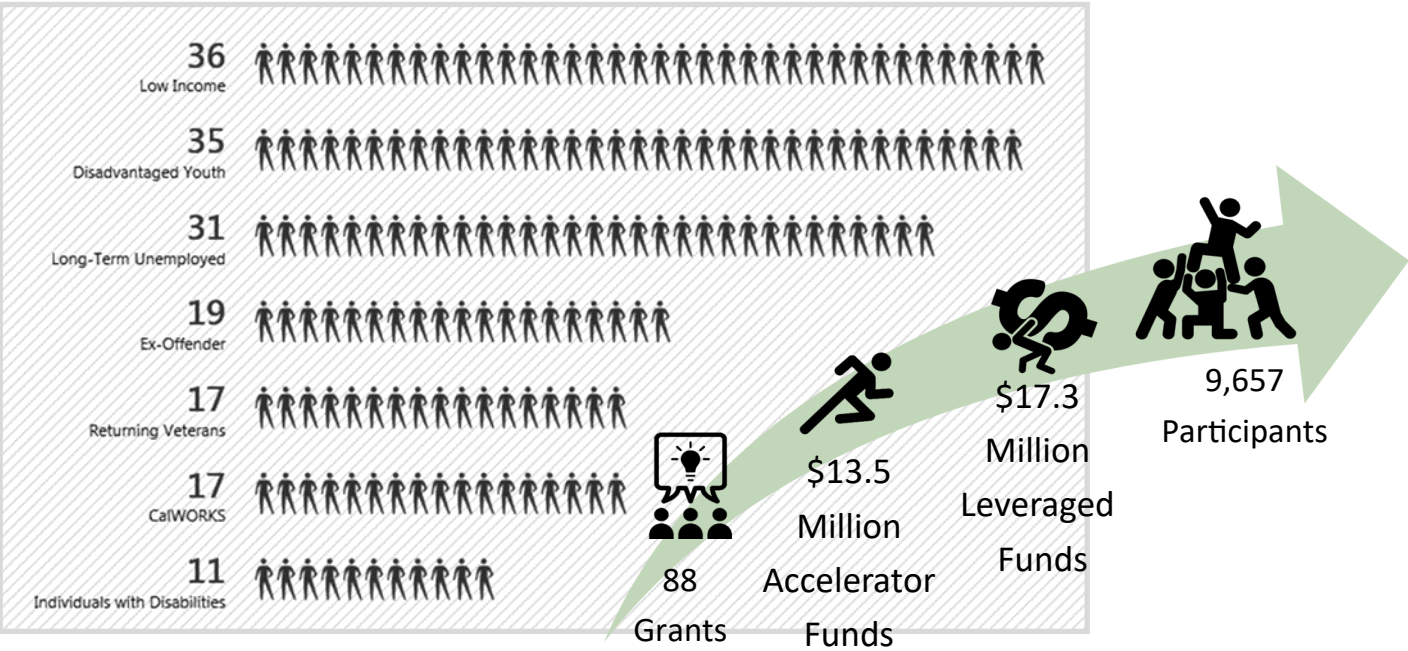 36
Low Income
35
Disadvantaged Youth
31
Long-Term Unemployed
19
Ex-Offender
17
Returning Veterans
17
CalWORKS
11
Individuals with Disabilities
88
Grants
$13.5
Million
Accelerator
Funds
$17.3
Million
Leveraged
Funds
9,657
Participants